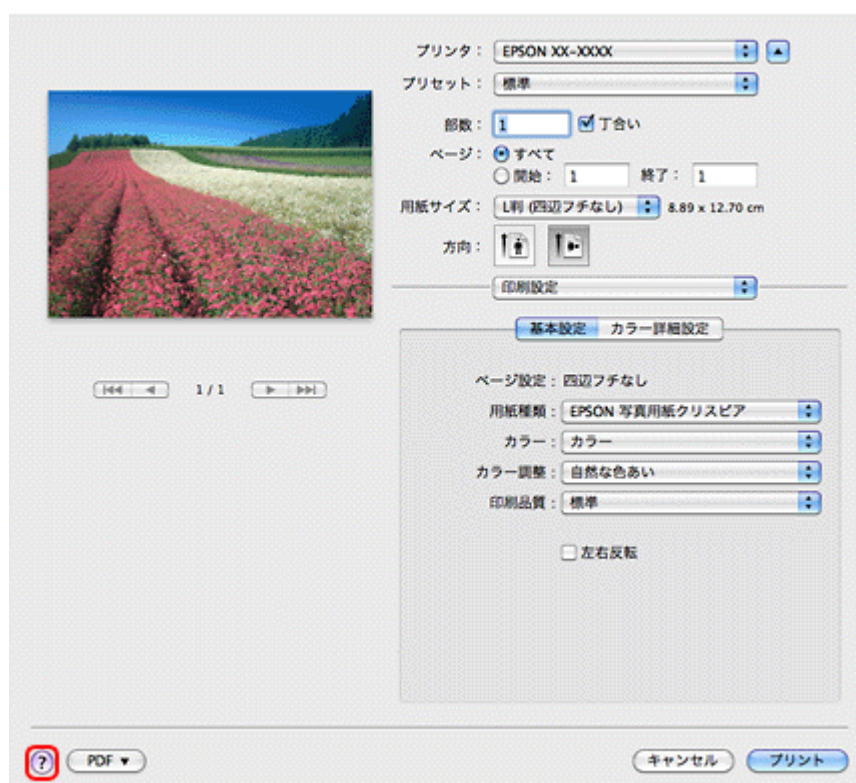 プリンタ： EPSON XX-XXXX
プリセット： 標準
部数： 1 丁合い
ページ： すべて
開始： 1 終了： 1
用紙サイズ： L判 (四辺フチなし) 8.89 x 12.70 cm
方向：
印刷設定
基本設定 カラー詳細設定
1 / 1
ページ設定： 四辺フチなし
用紙種類： EPSON 写真用紙クリスピア
カラー： カラー
カラー調整： 自然な色あい
印刷品質： 標準
左右反転
? PDF ▼ キャンセル プリント